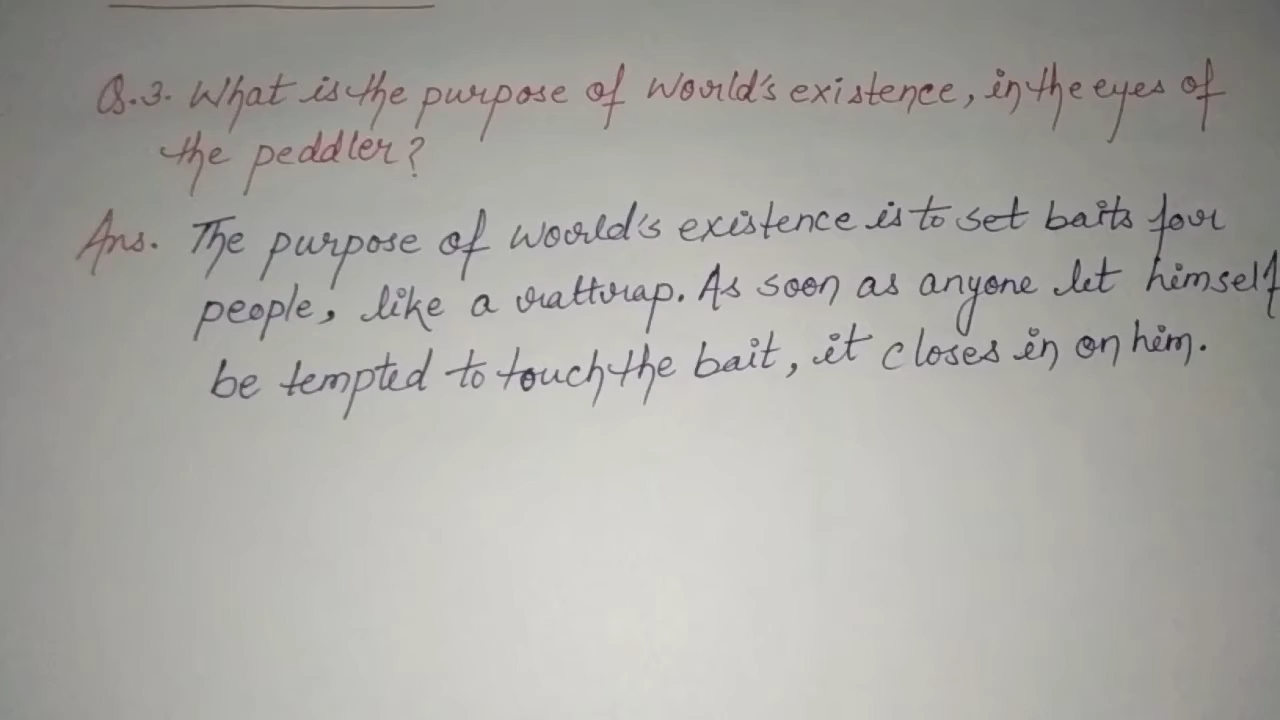 Q.3. What is the purpose of world's existence, in the eyes of
the peddler?
Ans. The purpose of world's existence is to set baits for
people, like a rattrap. As soon as anyone let himself
be tempted to touch the bait, it closes in on him.